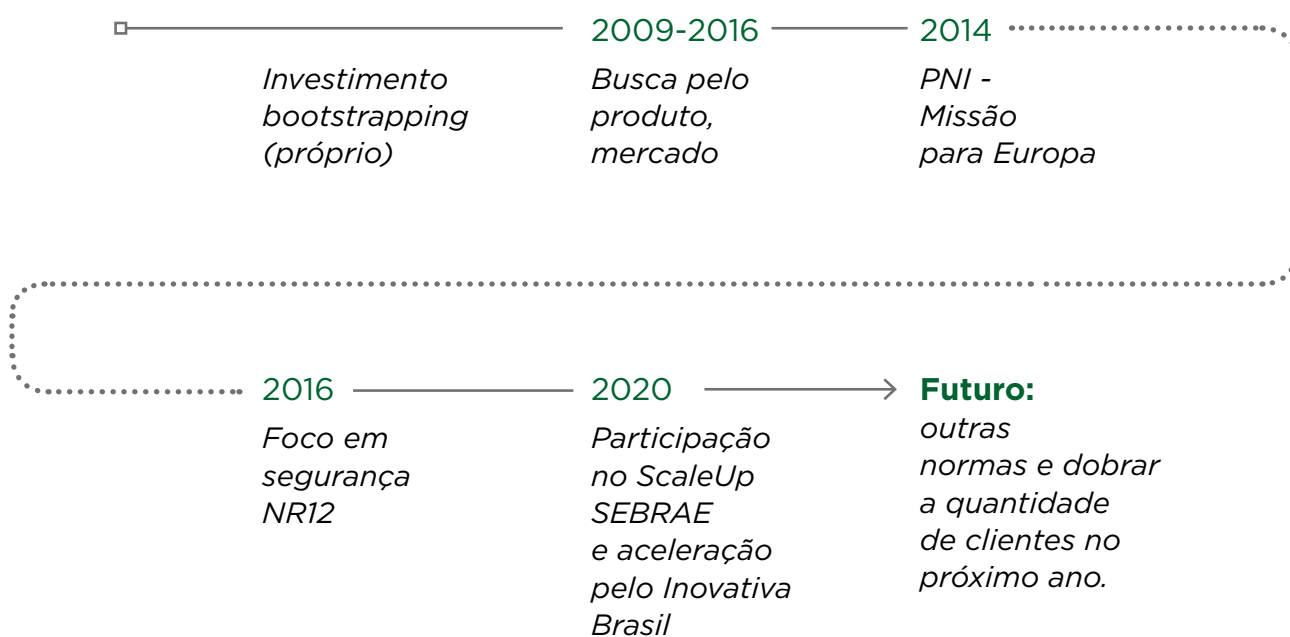 Investimento
bootstrapping
(próprio)
2009-2016
Busca pelo
produto,
mercado
2014
PNI -
Missão
para Europa
2016
Foco em
segurança
NR12
2020
Participação
no ScaleUp
SEBRAE
e aceleração
pelo Inovativa
Brasil
Futuro:
outras
normas e dobrar
a quantidade
de clientes no
próximo ano.